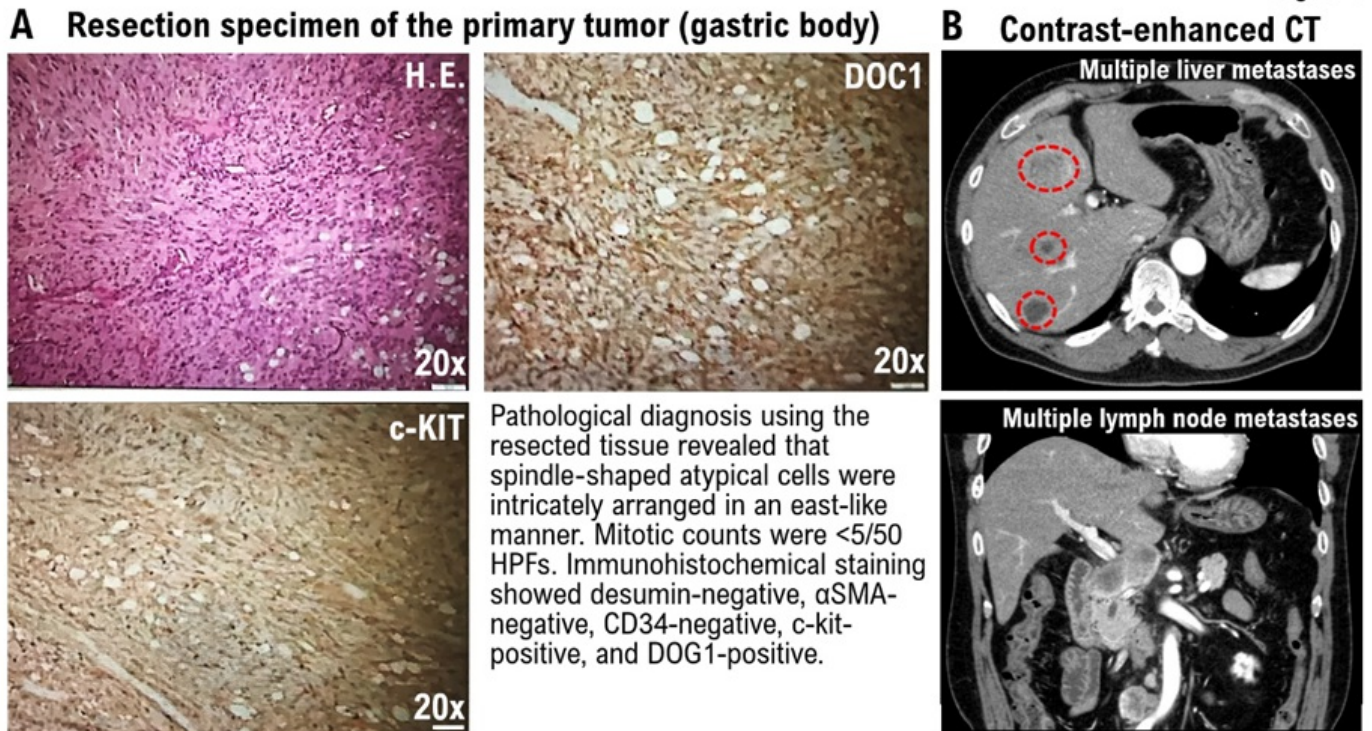 A Resection specimen of the primary tumor (gastric body)
H.E.
20x
DOC1
20x
c-KIT
20x
Pathological diagnosis using the
resected tissue revealed that
spindle-shaped atypical cells were
intricately arranged in an east-like
manner. Mitotic counts were <5/50
HPFs. Immunohistochemical staining
showed desumin-negative, αSMA-
negative, CD34-negative, c-kit-
positive, and DOG1-positive.
B Contrast-enhanced CT
Multiple liver metastases
Multiple lymph node metastases